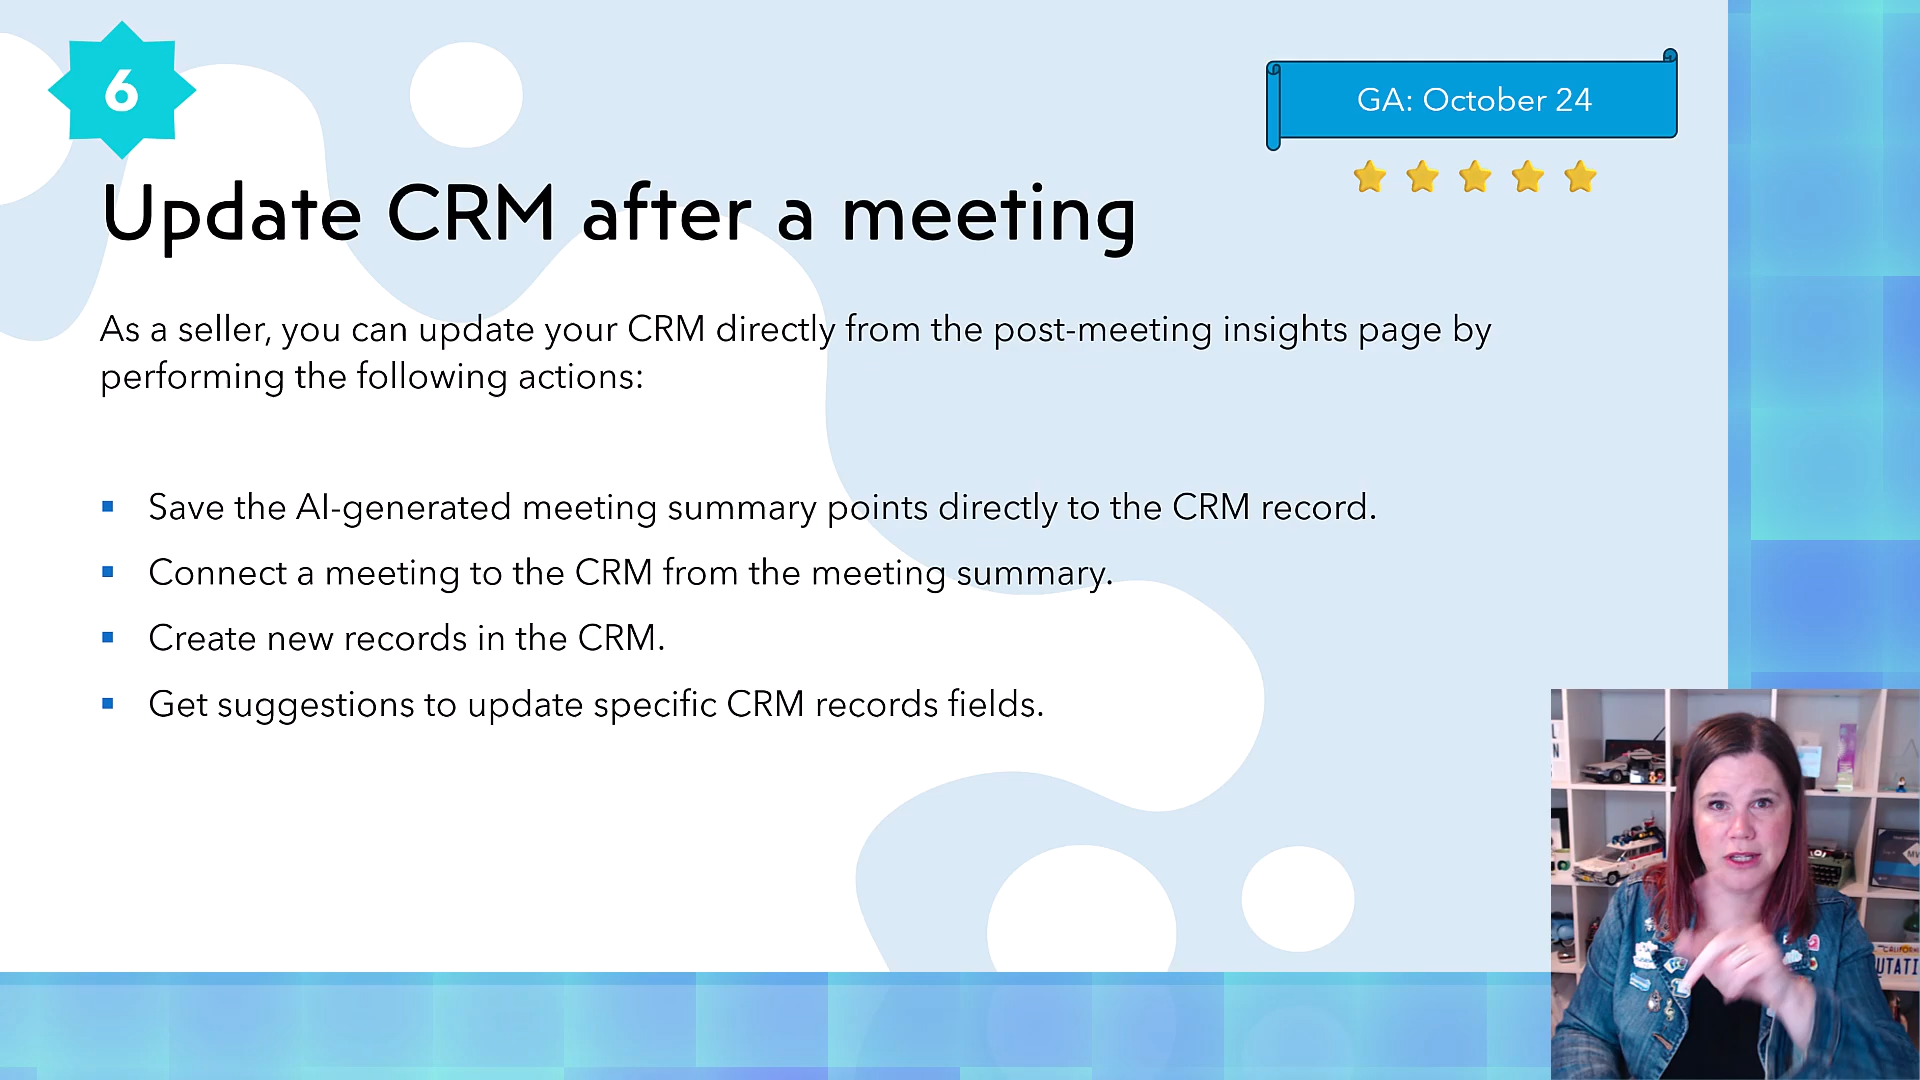 6
GA: October 24
Update CRM after a meeting
As a seller, you can update your CRM directly from the post-meeting insights page by
performing the following actions:
▪ Save the AI-generated meeting summary points directly to the CRM record.
▪ Connect a meeting to the CRM from the meeting summary.
▪ Create new records in the CRM.
▪ Get suggestions to update specific CRM records fields.
L
N
MV
CALIFORN
UTATI